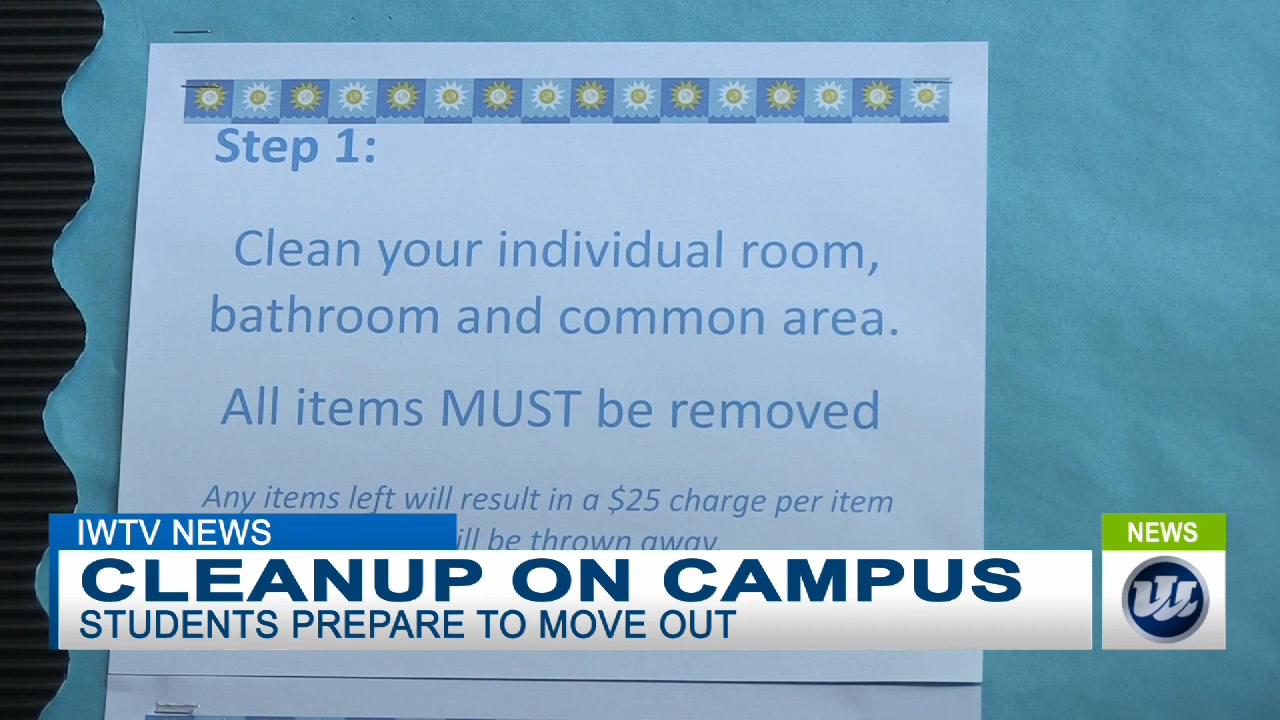 Step 1:
Clean your individual room,
bathroom and common area.
All items MUST be removed
Any items left will result in a $25 charge per item
be thrown away.
IWTV NEWS
CLEANUP ON CAMPUS
STUDENTS PREPARE TO MOVE OUT
NEWS